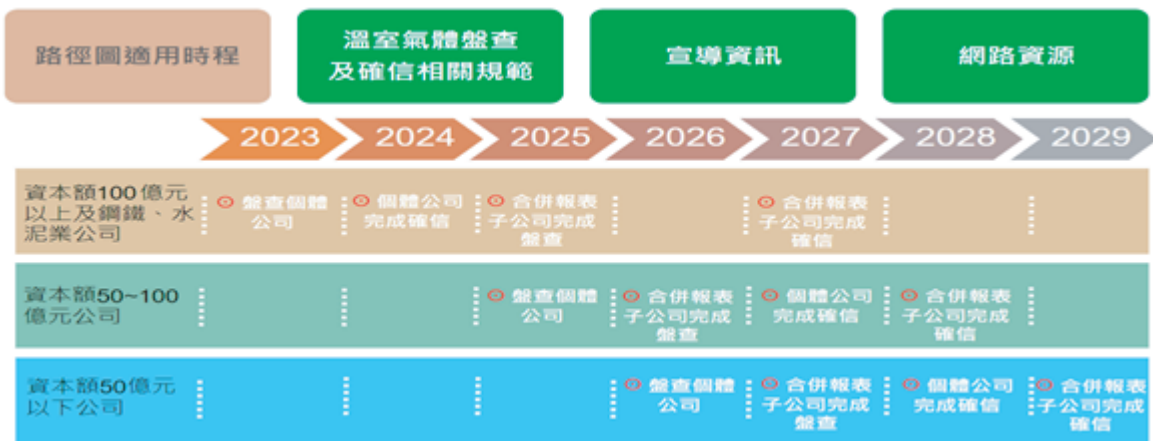 路徑圖適用時程
溫室氣體盤查
及確信相關規範
宣導資訊
網路資源
2023
2024
2025
2026
2027
2028
2029
資本額100億元
以上及鋼鐵、水
泥業公司
盤查個體
公司
個體公司
完成確信
合併報表
子公司完成
盤查
合併報表
子公司完成
確信
資本額50~100
億元公司
盤查個體
公司
合併報表
子公司完成
盤查
個體公司
完成確信
合併報表
子公司完成
確信
資本額50億元
以下公司
盤查個體
公司
合併報表
子公司完成
盤查
個體公司
完成確信
合併報表
子公司完成
確信